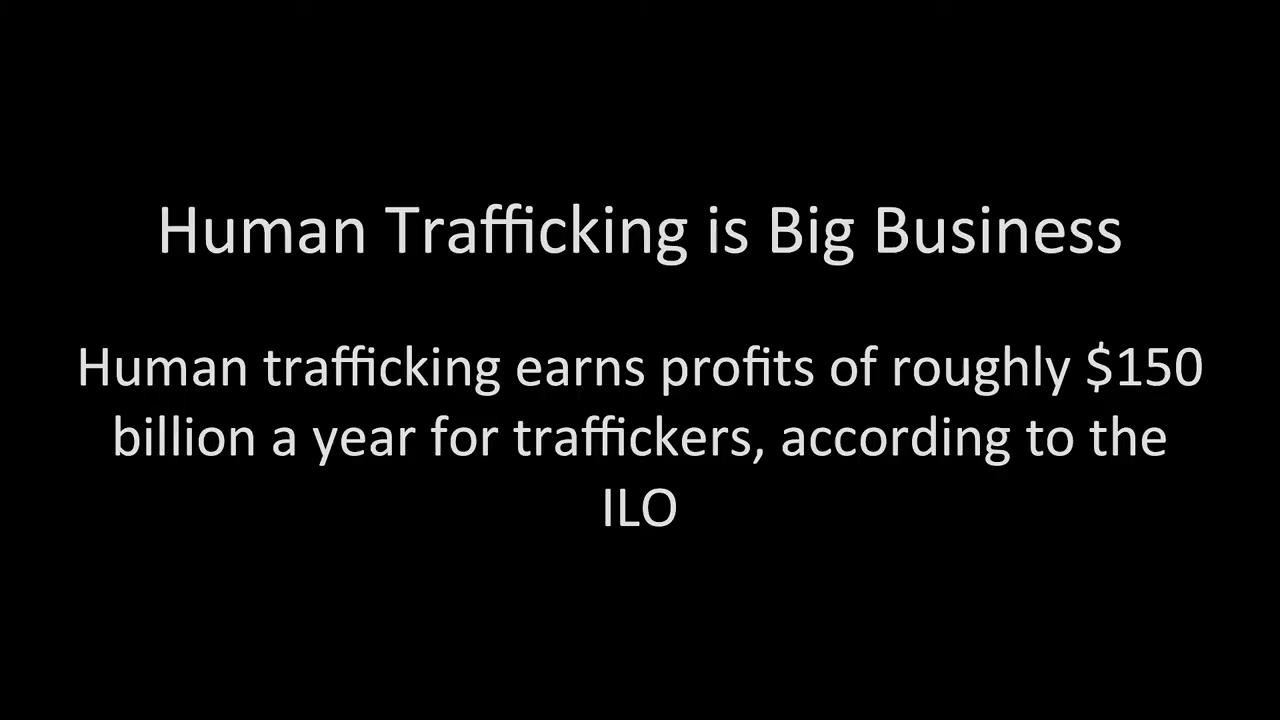 Human Trafficking is Big Business
Human trafficking earns profits of roughly $150
billion a year for traffickers, according to the
ILO